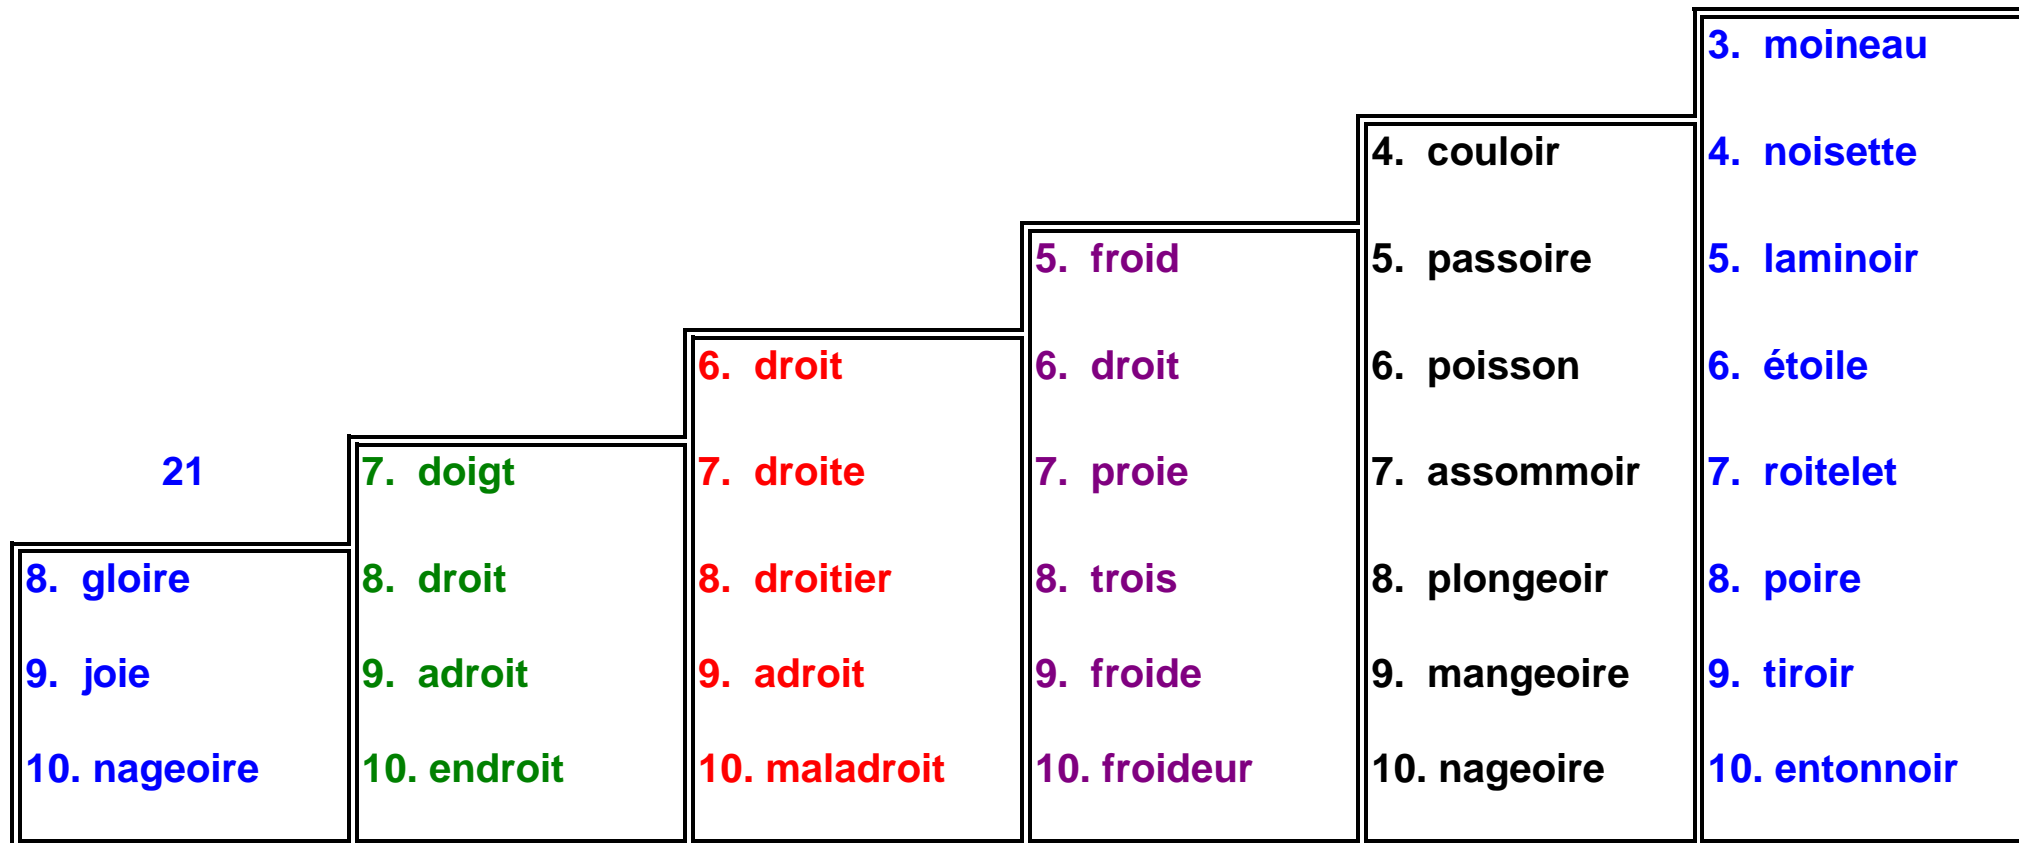 3. moineau
4. couloir
4. noisette
5. froid
5. passoire
5. laminoir
6. droit
6. droit
6. poisson
6. étoile
21
7. doigt
7. droite
7. proie
7. assommoir
7. roitelet
8. gloire
8. droit
8. droitier
8. trois
8. plongeoir
8. poire
9. joie
9. adroit
9. adroit
9. froide
9. mangeoire
9. tiroir
10. nageoire
10. endroit
10. maladroit
10. froideur
10. nageoire
10. entonnoir